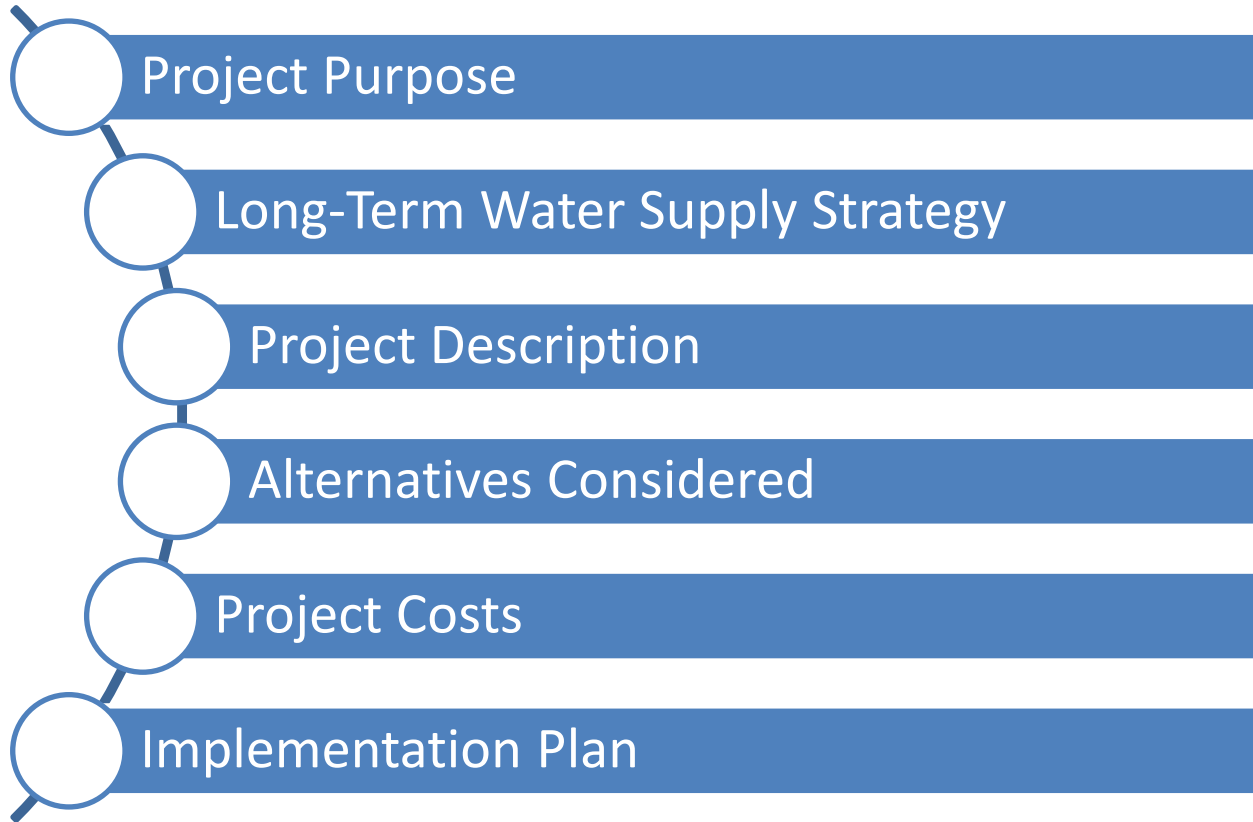 Project Purpose
Long-Term Water Supply Strategy
Project Description
Alternatives Considered
Project Costs
Implementation Plan